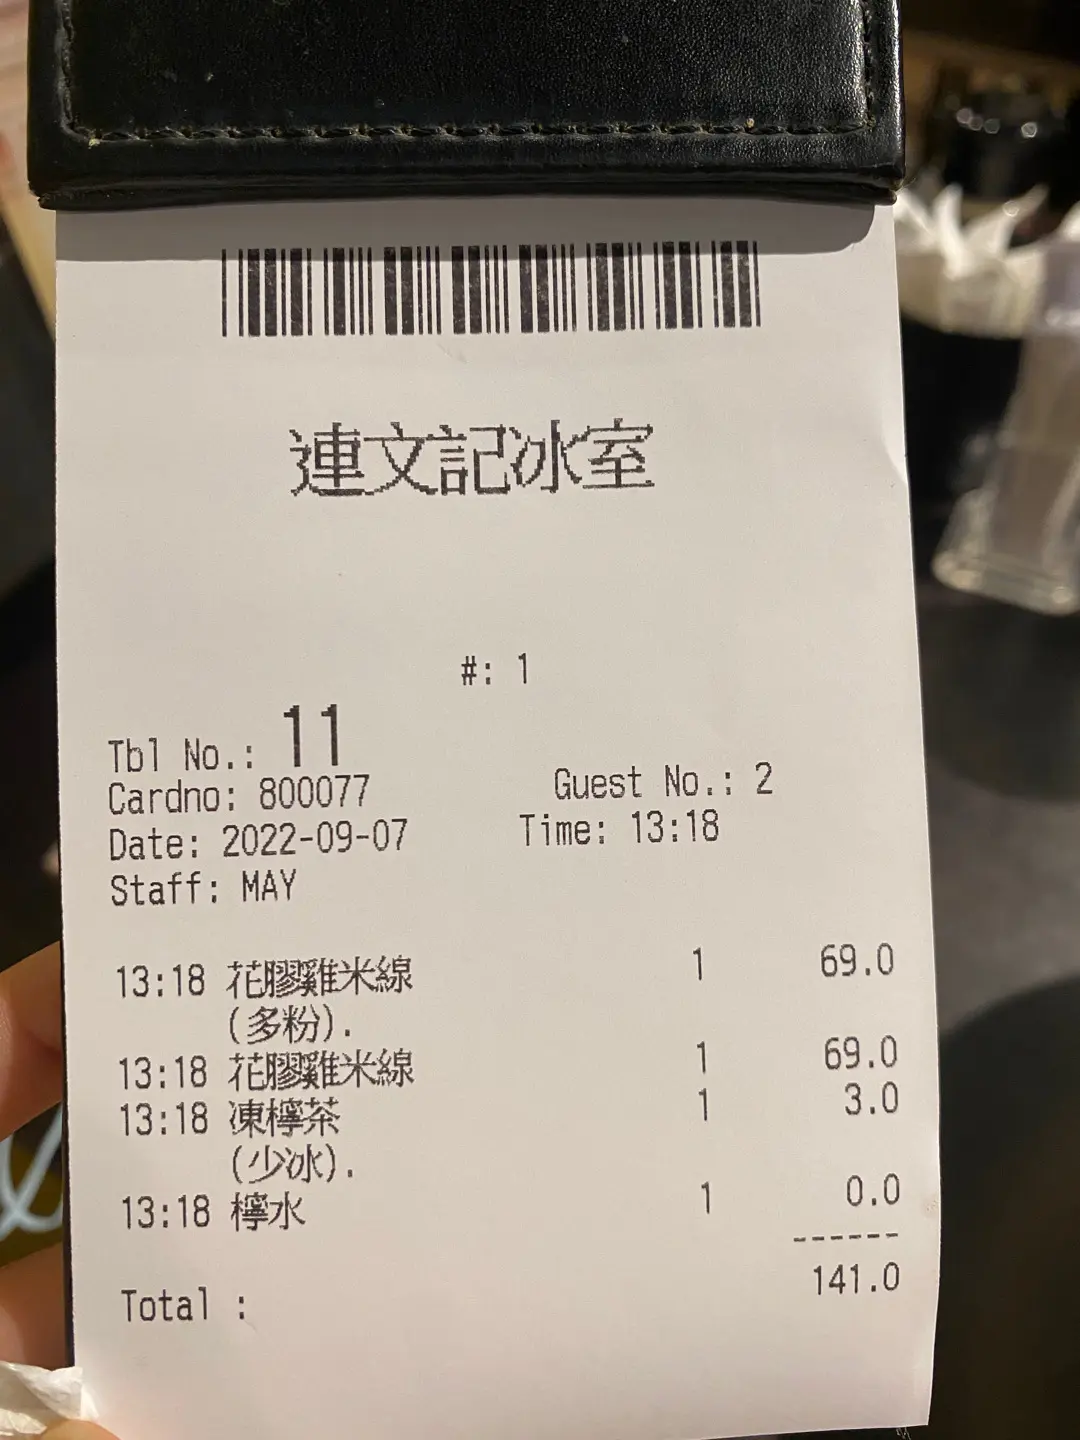 連文記冰室
#: 1
Tbl No.: 11
Cardno: 800077 Guest No.: 2
Date: 2022-09-07 Time: 13:18
Staff: MAY
13:18 花膠雞米線 1 69.0
(多粉).
13:18 花膠雞米線 1 69.0
13:18 凍檸茶 1 3.0
(少冰).
13:18 檸水 1 0.0
------
Total : 141.0